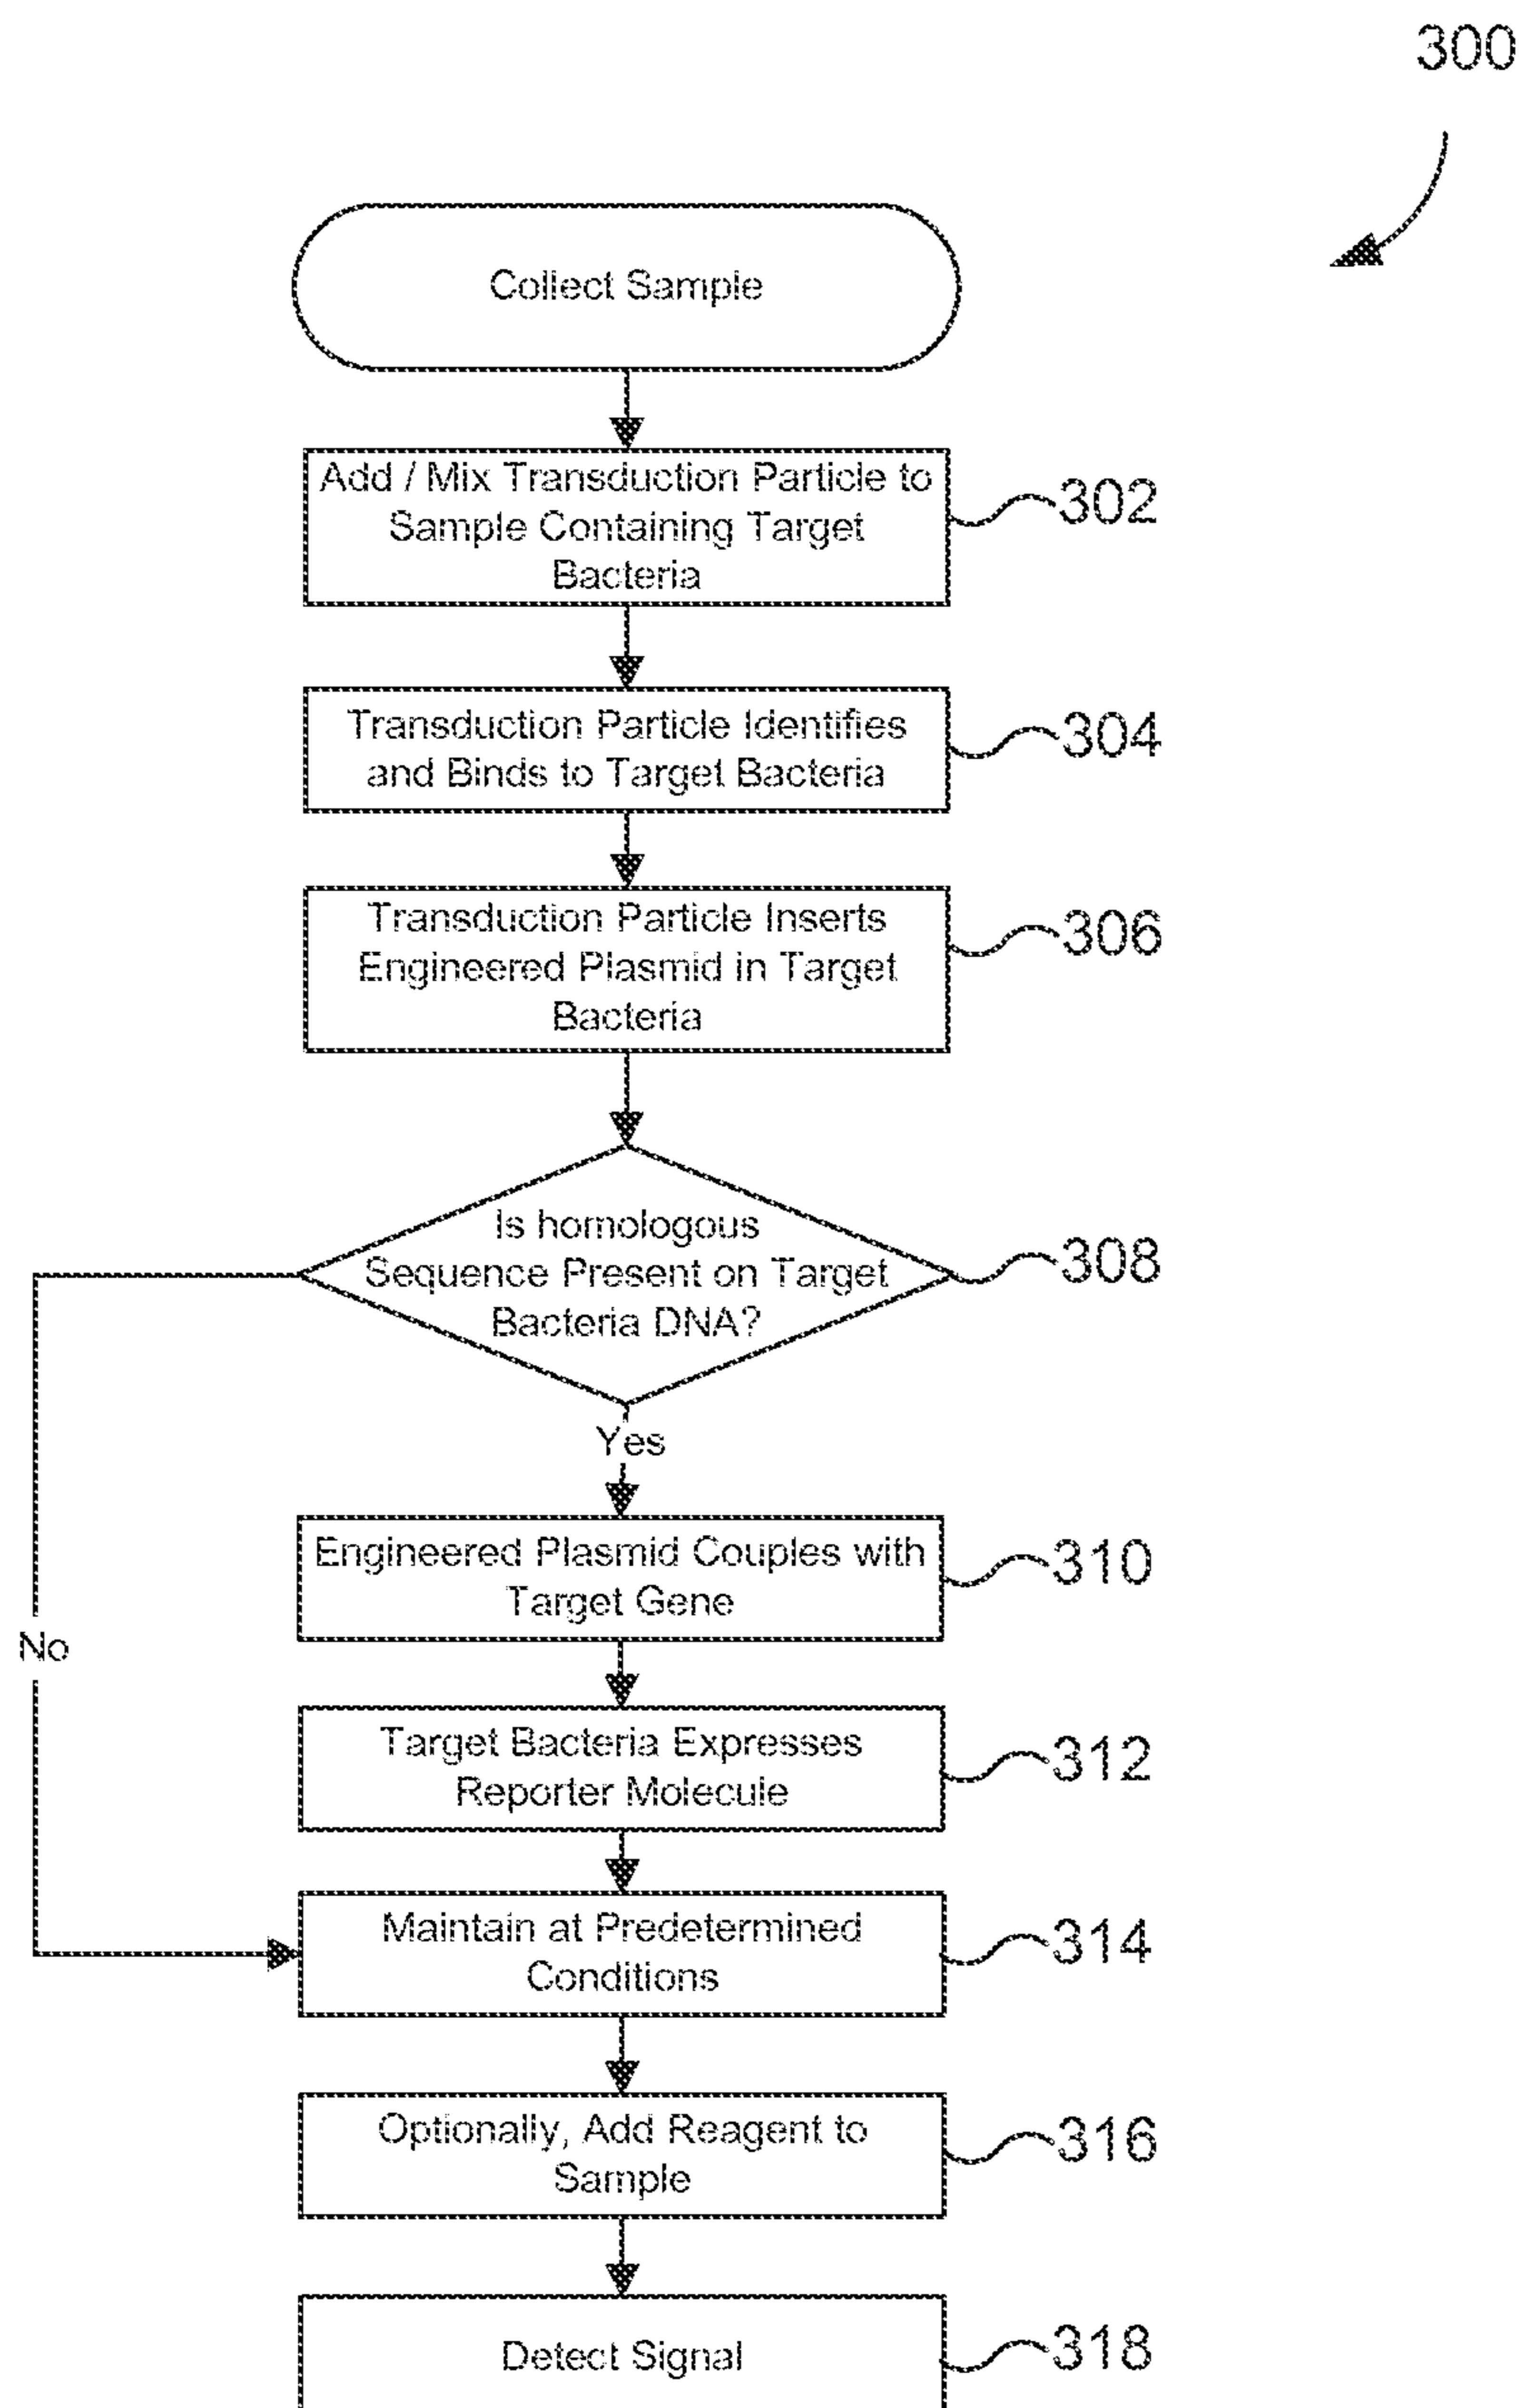 300
Collect Sample
Add / Mix Transduction Particle to
Sample Containing Target
Bacteria
302
Transduction Particle Identifies
and Binds to Target Bacteria
304
Transduction Particle Inserts
Engineered Plasmid in Target
Bacteria
306
Is homologous
Sequence Present on Target
Bacteria DNA?
308
Yes
No
Engineered Plasmid Couples with
Target Gene
310
Target Bacteria Expresses
Reporter Molecule
312
Maintain at Predetermined
Conditions
314
Optionally, Add Reagent to
Sample
316
Detect Signal
318